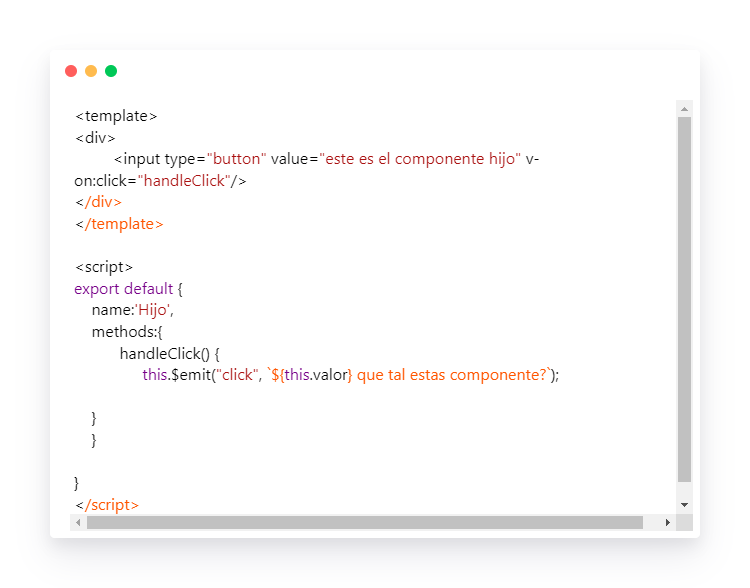 <template>
<div>
<input type="button" value="este es el componente hijo" v-
on:click="handleClick"/>
</div>
</template>
<script>
export default {
name:'Hijo',
methods:{
handleClick() {
this.$emit("click", `${this.valor} que tal estas componente?`);
}
}
}
</script>